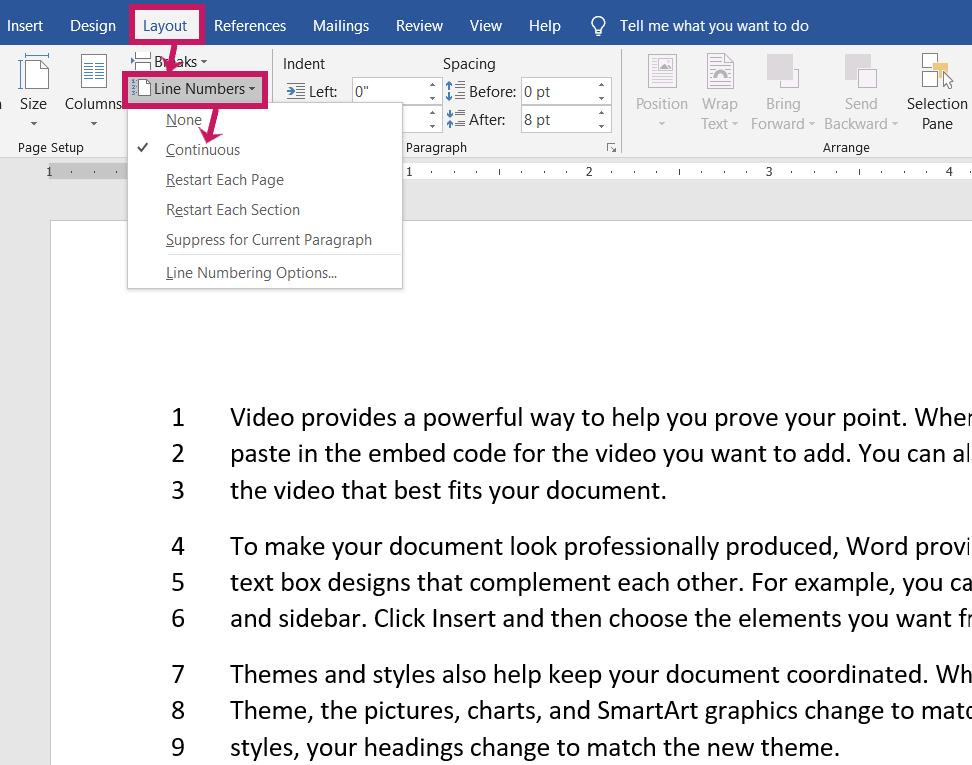 Insert Design Layout References Mailings Review View Help Tell me what you want to do
Breaks
Line Numbers
Size
Columns
Page Setup
None
Continuous
Restart Each Page
Restart Each Section
Suppress for Current Paragraph
Line Numbering Options...
Indent
Left: 0"
Spacing
Before: 0 pt
After: 8 pt
Paragraph
Position
Wrap
Text
Bring
Forward
Send
Backward
Selection
Pane
Arrange
1 1 2 3 4
1 Video provides a powerful way to help you prove your point.
2 paste in the embed code for the video you want to add. You can
3 the video that best fits your document.
4 To make your document look professionally produced, Word
5 text box designs that complement each other. For example, you
6 and sidebar. Click Insert and then choose the elements you want
7 Themes and styles also help keep your document coordinated.
8 Theme, the pictures, charts, and SmartArt graphics change to
9 styles, your headings change to match the new theme.